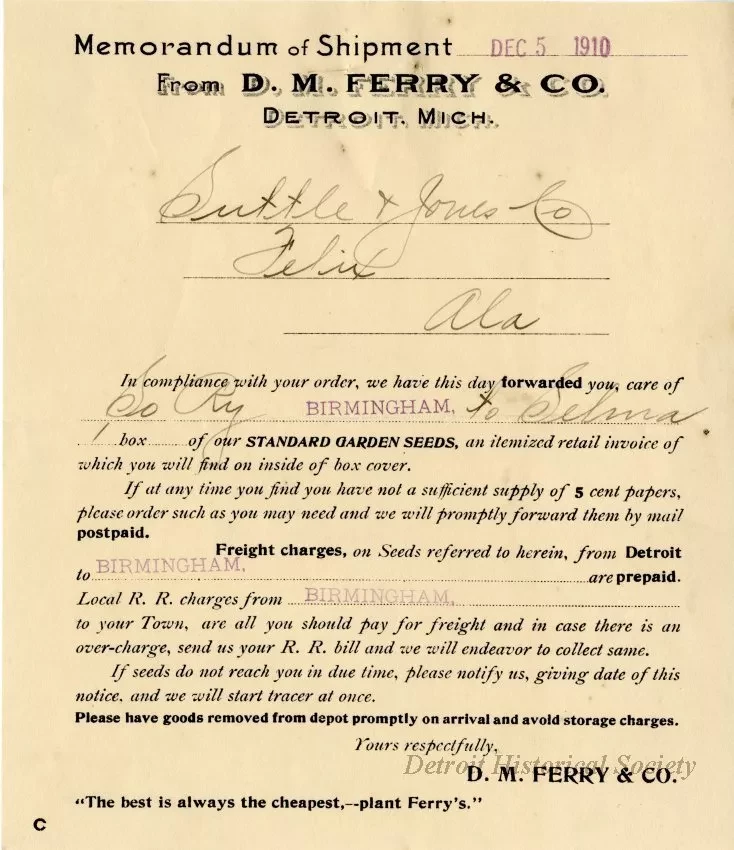 Memorandum of Shipment DEC 5 1910
From D. M. FERRY & CO.
DETROIT. MICH.
Suttle & Jones Co
Felix
Ala
In compliance with your order, we have this day forwarded you, care of
So Ry BIRMINGHAM, to Selma
1 box of our STANDARD GARDEN SEEDS, an itemized retail invoice of
which you will find on inside of box cover.
If at any time you find you have not a sufficient supply of 5 cent papers,
please order such as you may need and we will promptly forward them by mail
postpaid.
Freight charges, on Seeds referred to herein, from Detroit
to BIRMINGHAM, are prepaid.
Local R. R. charges from BIRMINGHAM,
to your Town, are all you should pay for freight and in case there is an
over-charge, send us your R. R. bill and we will endeavor to collect same.
If seeds do not reach you in due time, please notify us, giving date of this
notice, and we will start tracer at once.
Please have goods removed from depot promptly on arrival and avoid storage charges.
Yours respectfully,
Detroit Historical Society
D. M. FERRY & CO.
"The best is always the cheapest,--plant Ferry's."
C